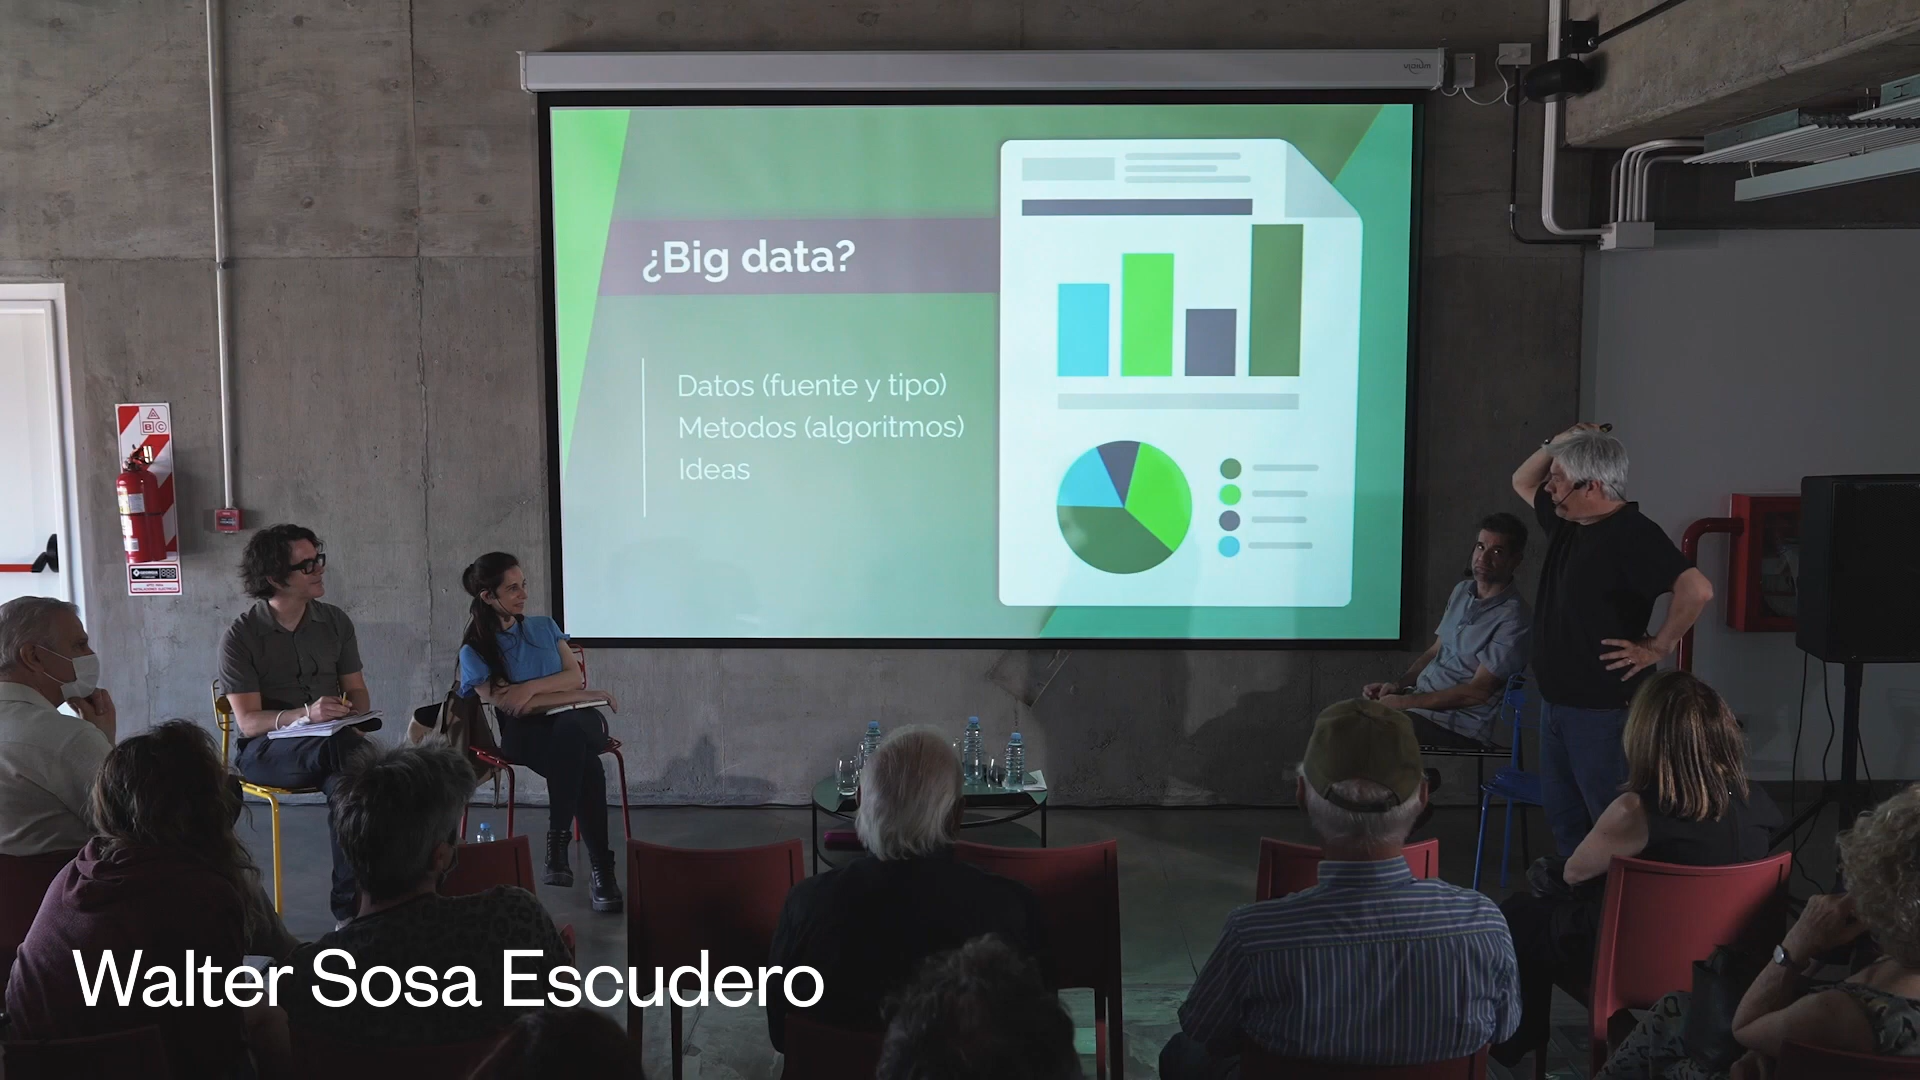 ¿Big data?
Datos (fuente y tipo)
Metodos (algoritmos)
Ideas
B C
Walter Sosa Escudero